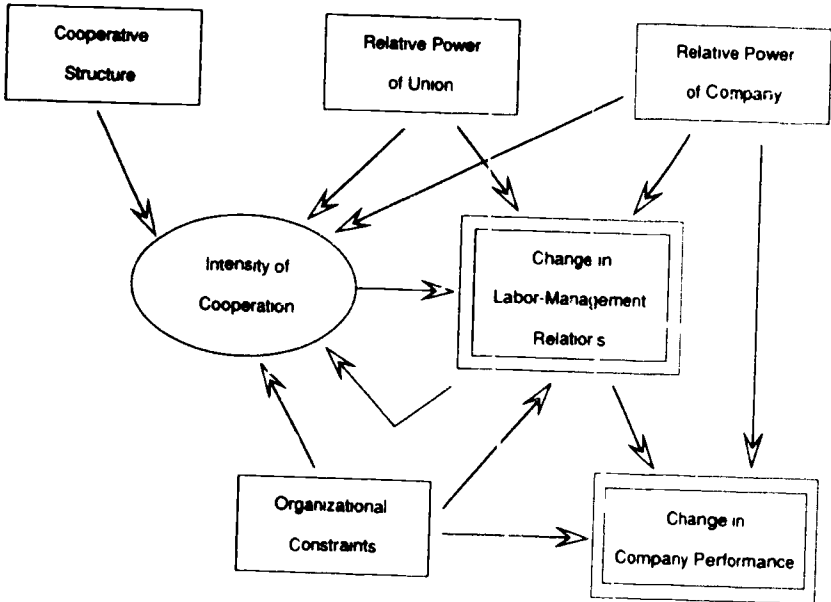 Cooperative
Structure
Relative Power
of Union
Relative Power
of Company
Intensity of
Cooperation
Change in
Labor-Management
Relations
Organizational
Constraints
Change in
Company Performance